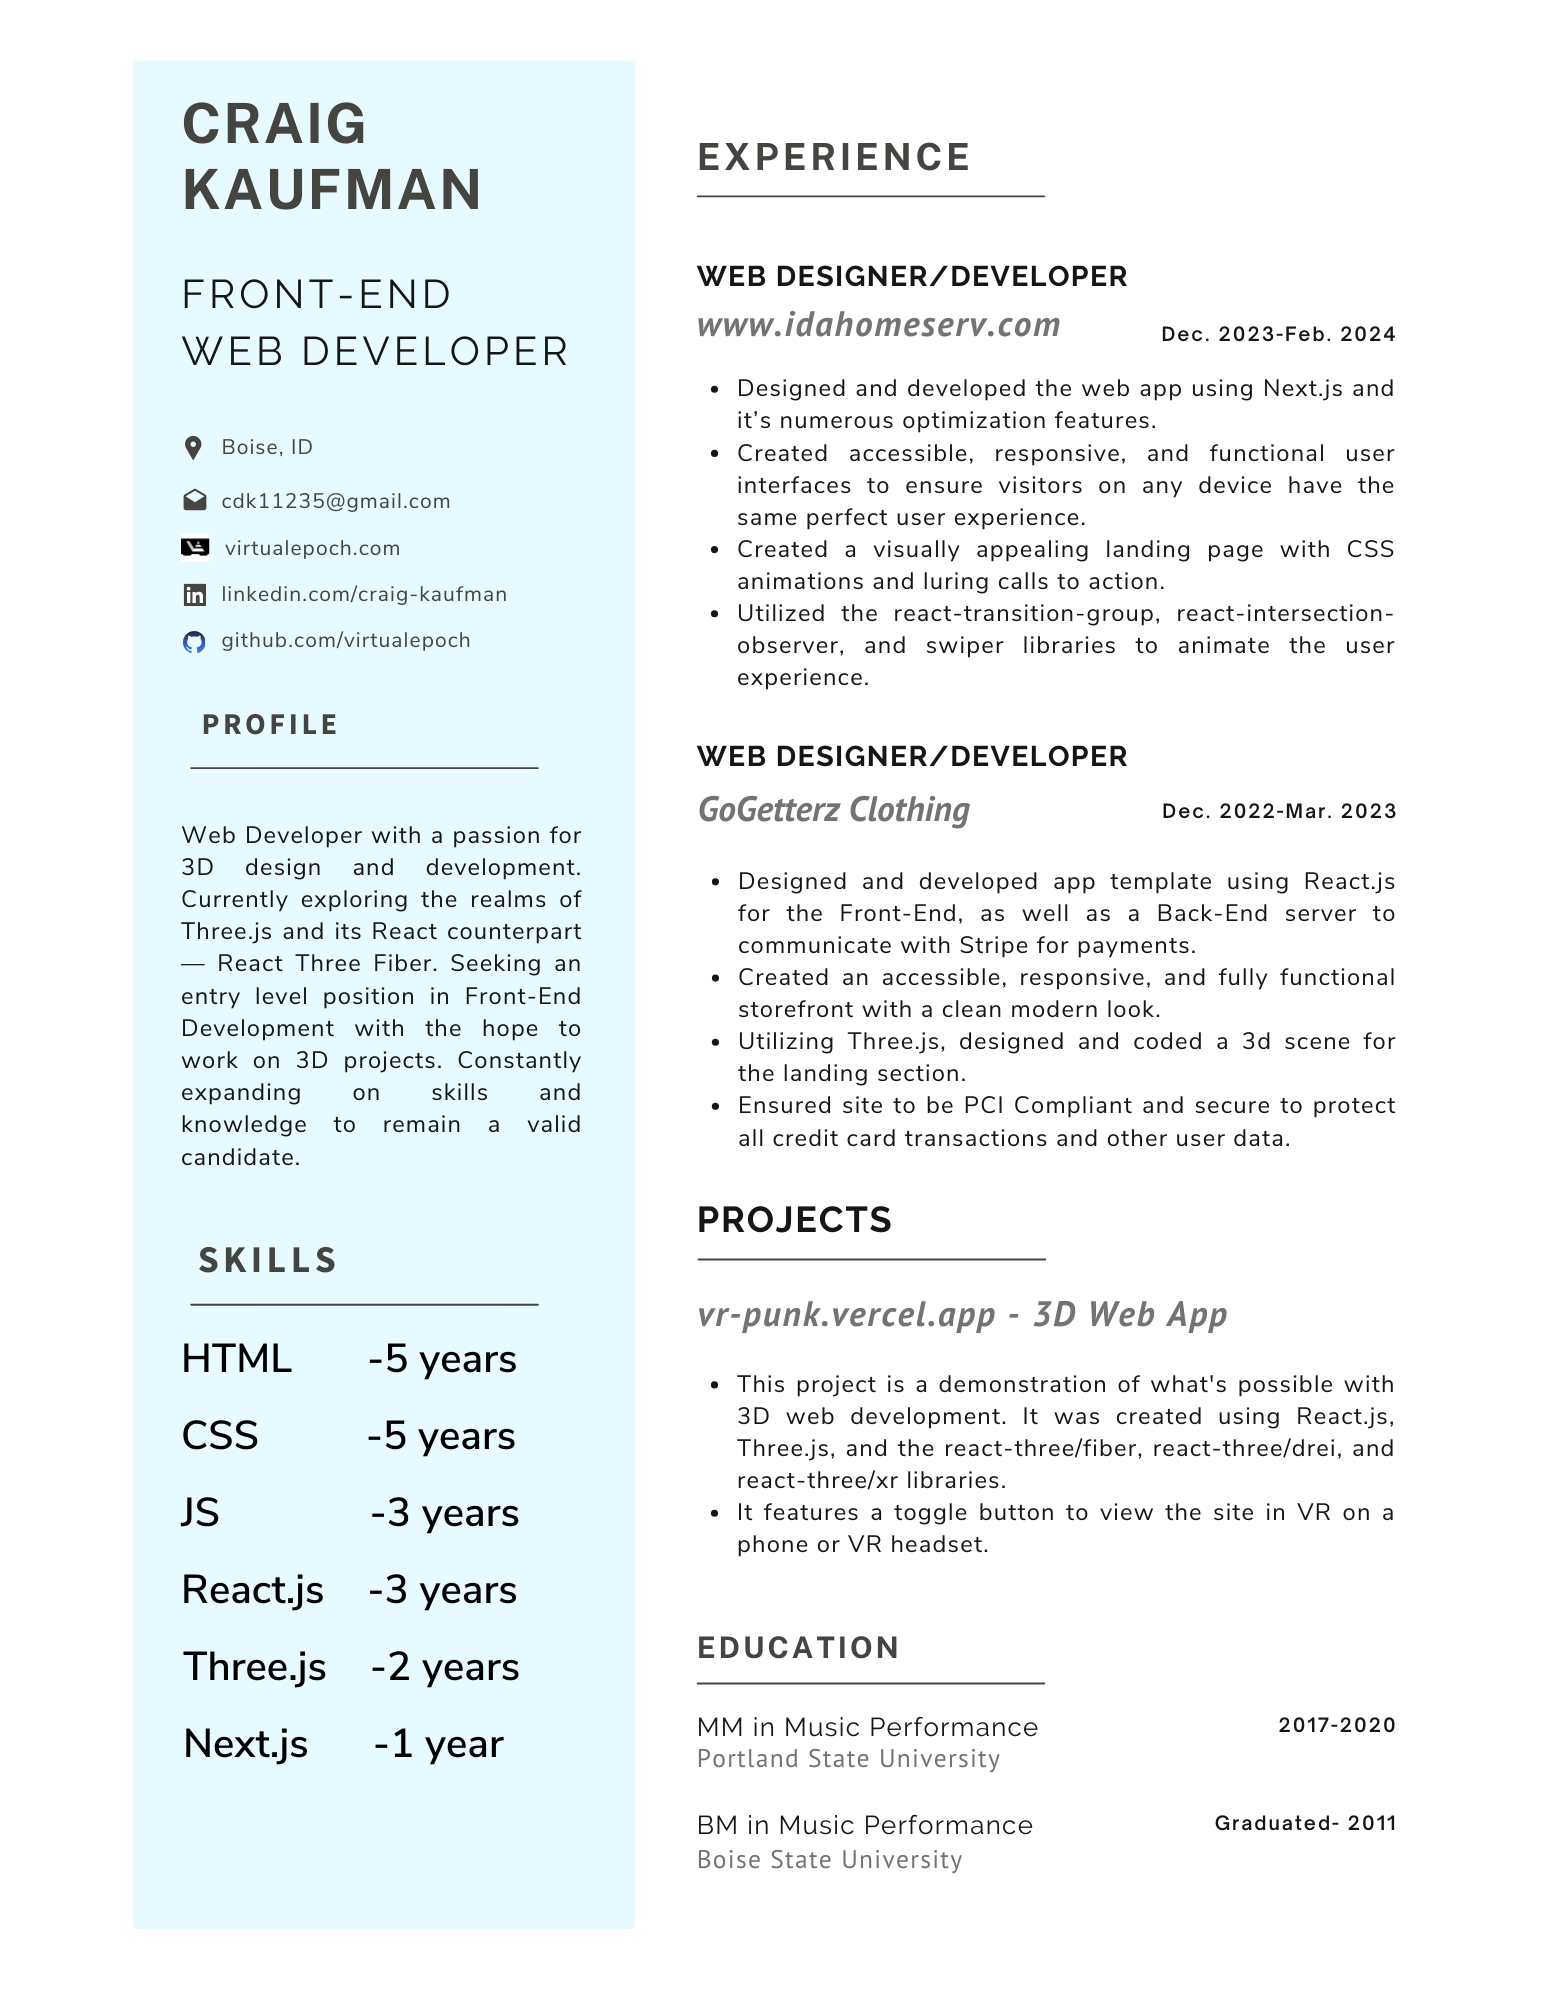 CRAIG
KAUFMAN
FRONT-END
WEB DEVELOPER
Boise, ID
cdk11235@gmail.com
virtualepoch.com
linkedin.com/craig-kaufman
github.com/virtualepoch
PROFILE
Web Developer with a passion for
3D design and development.
Currently exploring the realms of
Three.js and its React counterpart
— React Three Fiber. Seeking an
entry level position in Front-End
Development with the hope to
work on 3D projects. Constantly
expanding on skills and
knowledge to remain a valid
candidate.
SKILLS
HTML -5 years
CSS -5 years
JS -3 years
React.js -3 years
Three.js -2 years
Next.js -1 year
EXPERIENCE
WEB DESIGNER/DEVELOPER
www.idahomeserv.com Dec. 2023-Feb. 2024
• Designed and developed the web app using Next.js and
it’s numerous optimization features.
• Created accessible, responsive, and functional user
interfaces to ensure visitors on any device have the
same perfect user experience.
• Created a visually appealing landing page with CSS
animations and luring calls to action.
• Utilized the react-transition-group, react-intersection-
observer, and swiper libraries to animate the user
experience.
WEB DESIGNER/DEVELOPER
GoGetterz Clothing Dec. 2022-Mar. 2023
• Designed and developed app template using React.js
for the Front-End, as well as a Back-End server to
communicate with Stripe for payments.
• Created an accessible, responsive, and fully functional
storefront with a clean modern look.
• Utilizing Three.js, designed and coded a 3d scene for
the landing section.
• Ensured site to be PCI Compliant and secure to protect
all credit card transactions and other user data.
PROJECTS
vr-punk.vercel.app - 3D Web App
• This project is a demonstration of what's possible with
3D web development. It was created using React.js,
Three.js, and the react-three/fiber, react-three/drei, and
react-three/xr libraries.
• It features a toggle button to view the site in VR on a
phone or VR headset.
EDUCATION
MM in Music Performance 2017-2020
Portland State University
BM in Music Performance Graduated- 2011
Boise State University